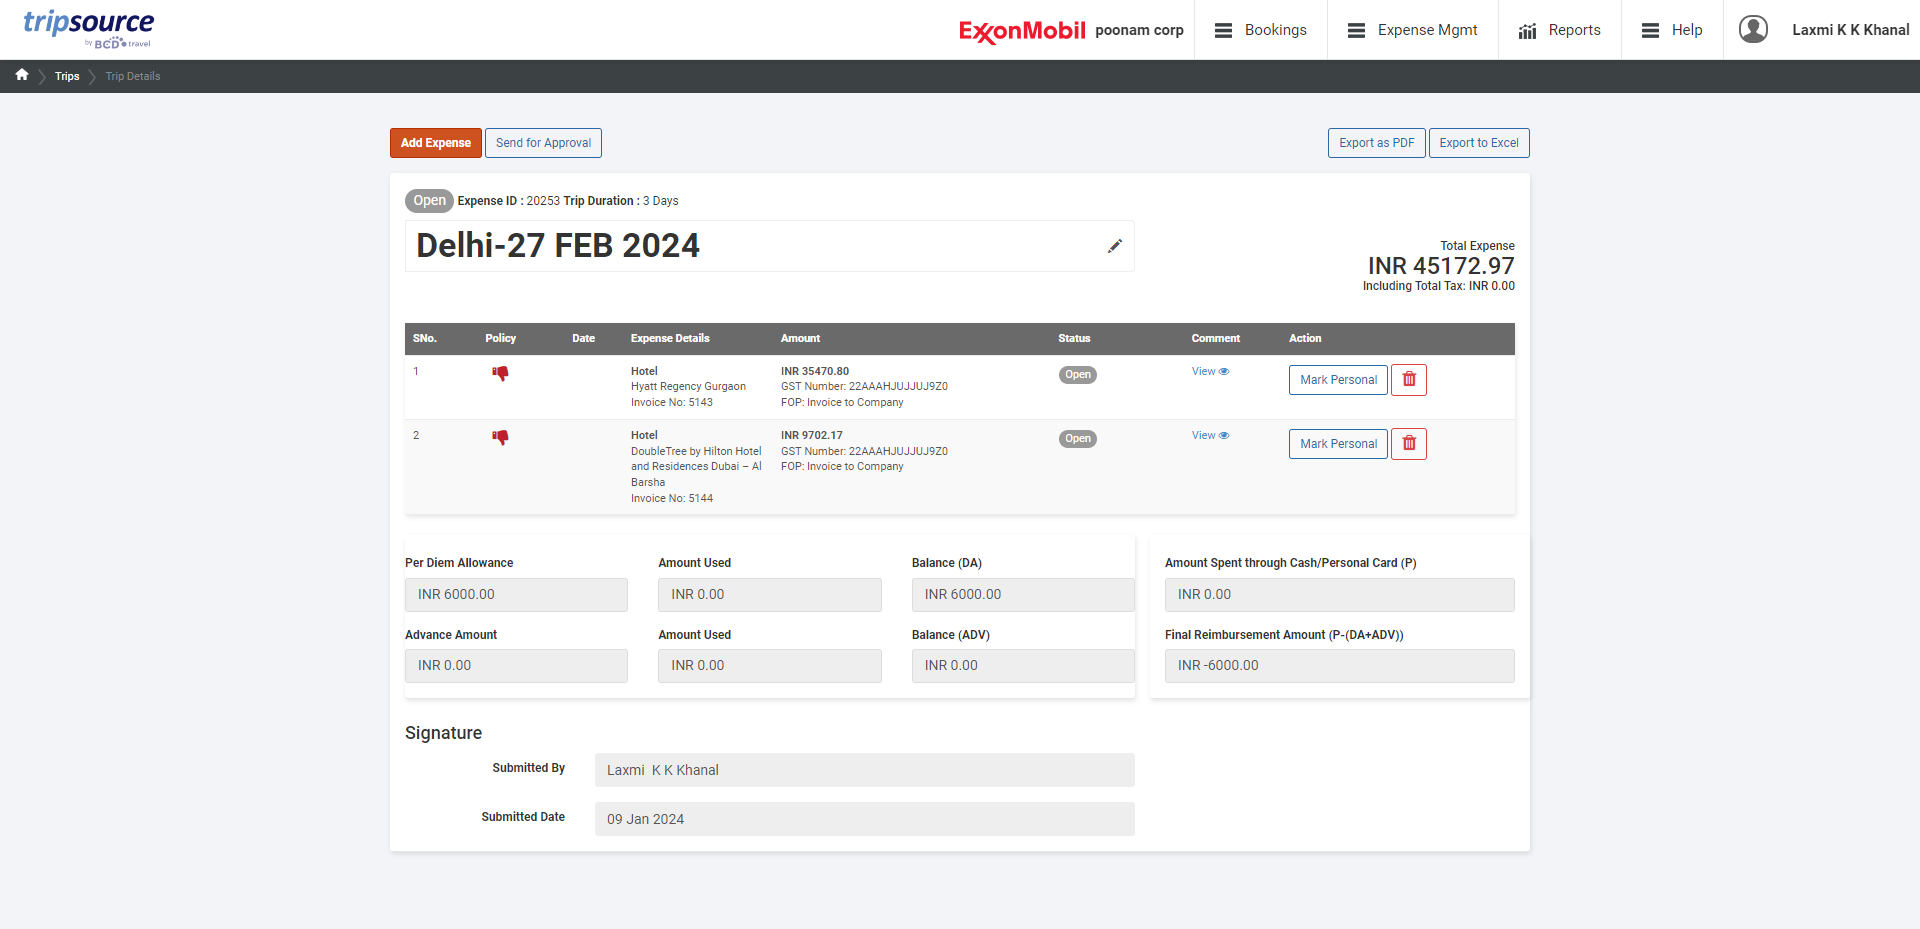 tripsource
by BCD travel
ExxonMobil poonam corp
Bookings
Expense Mgmt
Reports
Help
Laxmi K K Khanal
Trips
Trip Details
Add Expense
Send for Approval
Export as PDF
Export to Excel
Open Expense ID : 20253 Trip Duration : 3 Days
Delhi-27 FEB 2024
Total Expense
INR 45172.97
Including Total Tax: INR 0.00
SNo. Policy Date Expense Details Amount Status Comment Action
1 Hotel INR 35470.80 Open View Mark Personal
Hyatt Regency Gurgaon GST Number: 22AAAHJUJJUJ9Z0
Invoice No: 5143 FOP: Invoice to Company
2 Hotel INR 9702.17 Open View Mark Personal
DoubleTree by Hilton Hotel GST Number: 22AAAHJUJJUJ9Z0
and Residences Dubai – Al FOP: Invoice to Company
Barsha
Invoice No: 5144
Per Diem Allowance Amount Used Balance (DA)
INR 6000.00 INR 0.00 INR 6000.00
Advance Amount Amount Used Balance (ADV)
INR 0.00 INR 0.00 INR 0.00
Amount Spent through Cash/Personal Card (P)
INR 0.00
Final Reimbursement Amount (P-(DA+ADV))
INR -6000.00
Signature
Submitted By Laxmi K K Khanal
Submitted Date 09 Jan 2024